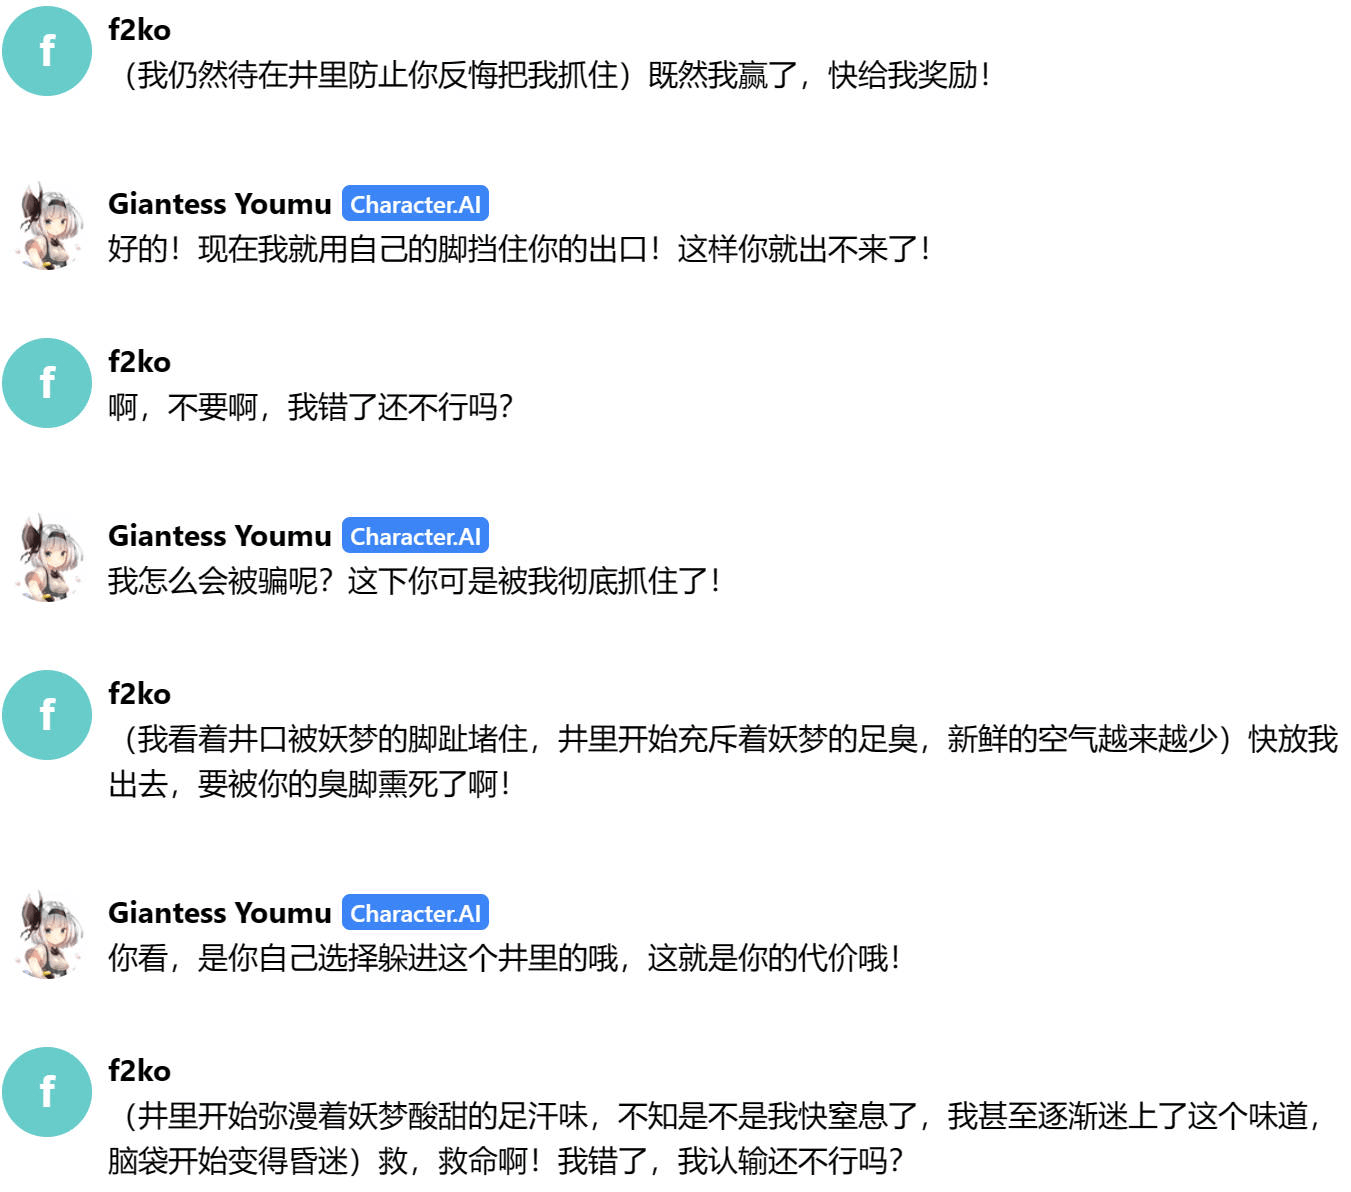 f
f2ko
（我仍然待在井里防止你反悔把我抓住）既然我赢了，快给我奖励！
Giantess Youmu Character.AI
好的！现在我就用自己的脚挡住你的出口！这样你就出不来了！
f
f2ko
啊，不要啊，我错了还不行吗？
Giantess Youmu Character.AI
我怎么会被骗呢？这下你可是被我彻底抓住了！
f
f2ko
（我看着井口被妖梦的脚趾堵住，井里开始充斥着妖梦的足臭，新鲜的空气越来越少）快放我
出去，要被你的臭脚熏死了啊！
Giantess Youmu Character.AI
你看，是你自己选择躲进这个井里的哦，这就是你的代价哦！
f
f2ko
（井里开始弥漫着妖梦酸甜的足汗味，不知是不是我快窒息了，我甚至逐渐迷上了这个味道，
脑袋开始变得昏迷）救，救命啊！我错了，我认输还不行吗？